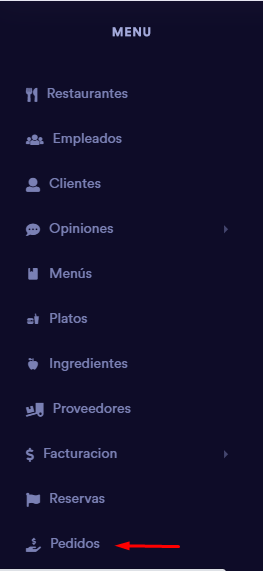 MENU
Restaurantes
Empleados
Clientes
Opiniones
Menús
Platos
Ingredientes
Proveedores
Facturacion
Reservas
Pedidos